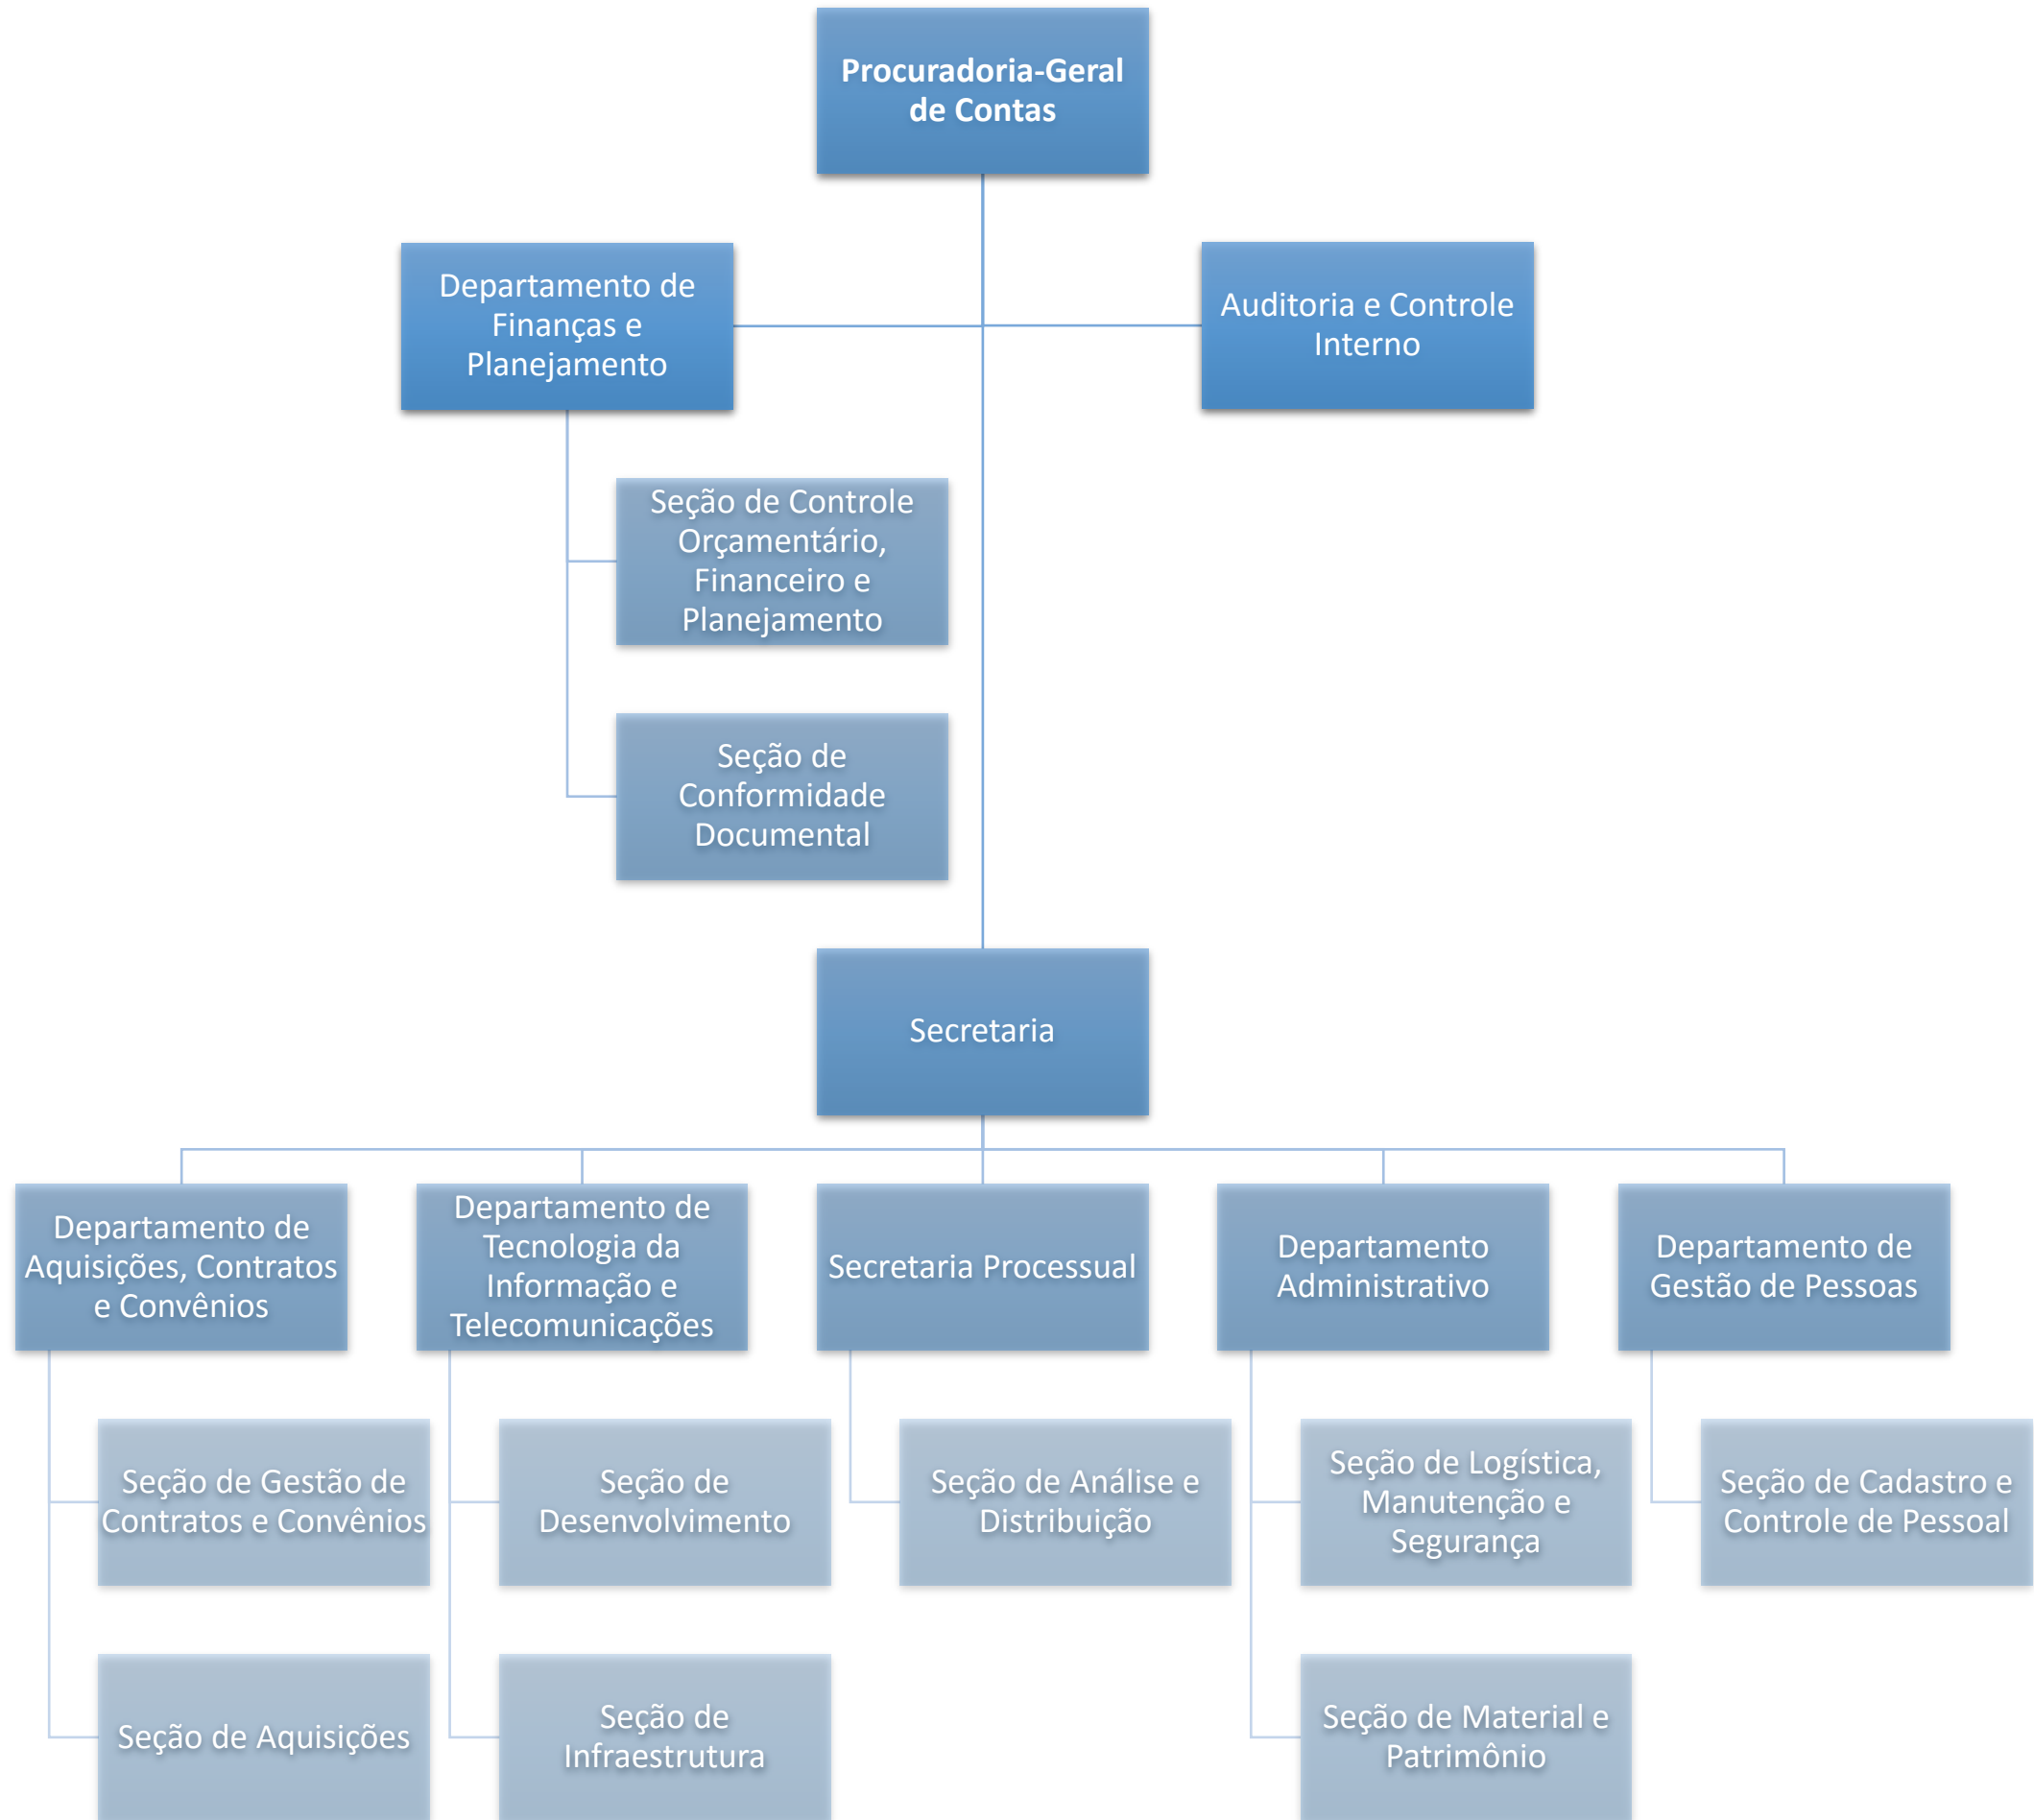 Procuradoria-Geral
de Contas
Departamento de
Finanças e
Planejamento
Auditoria e Controle
Interno
Seção de Controle
Orçamentário,
Financeiro e
Planejamento
Seção de
Conformidade
Documental
Secretaria
Departamento de
Aquisições, Contratos
e Convênios
Departamento de
Tecnologia da
Informação e
Telecomunicações
Secretaria Processual
Departamento
Administrativo
Departamento de
Gestão de Pessoas
Seção de Gestão de
Contratos e Convênios
Seção de
Desenvolvimento
Seção de Análise e
Distribuição
Seção de Logística,
Manutenção e
Segurança
Seção de Cadastro e
Controle de Pessoal
Seção de Aquisições
Seção de
Infraestrutura
Seção de Material e
Patrimônio